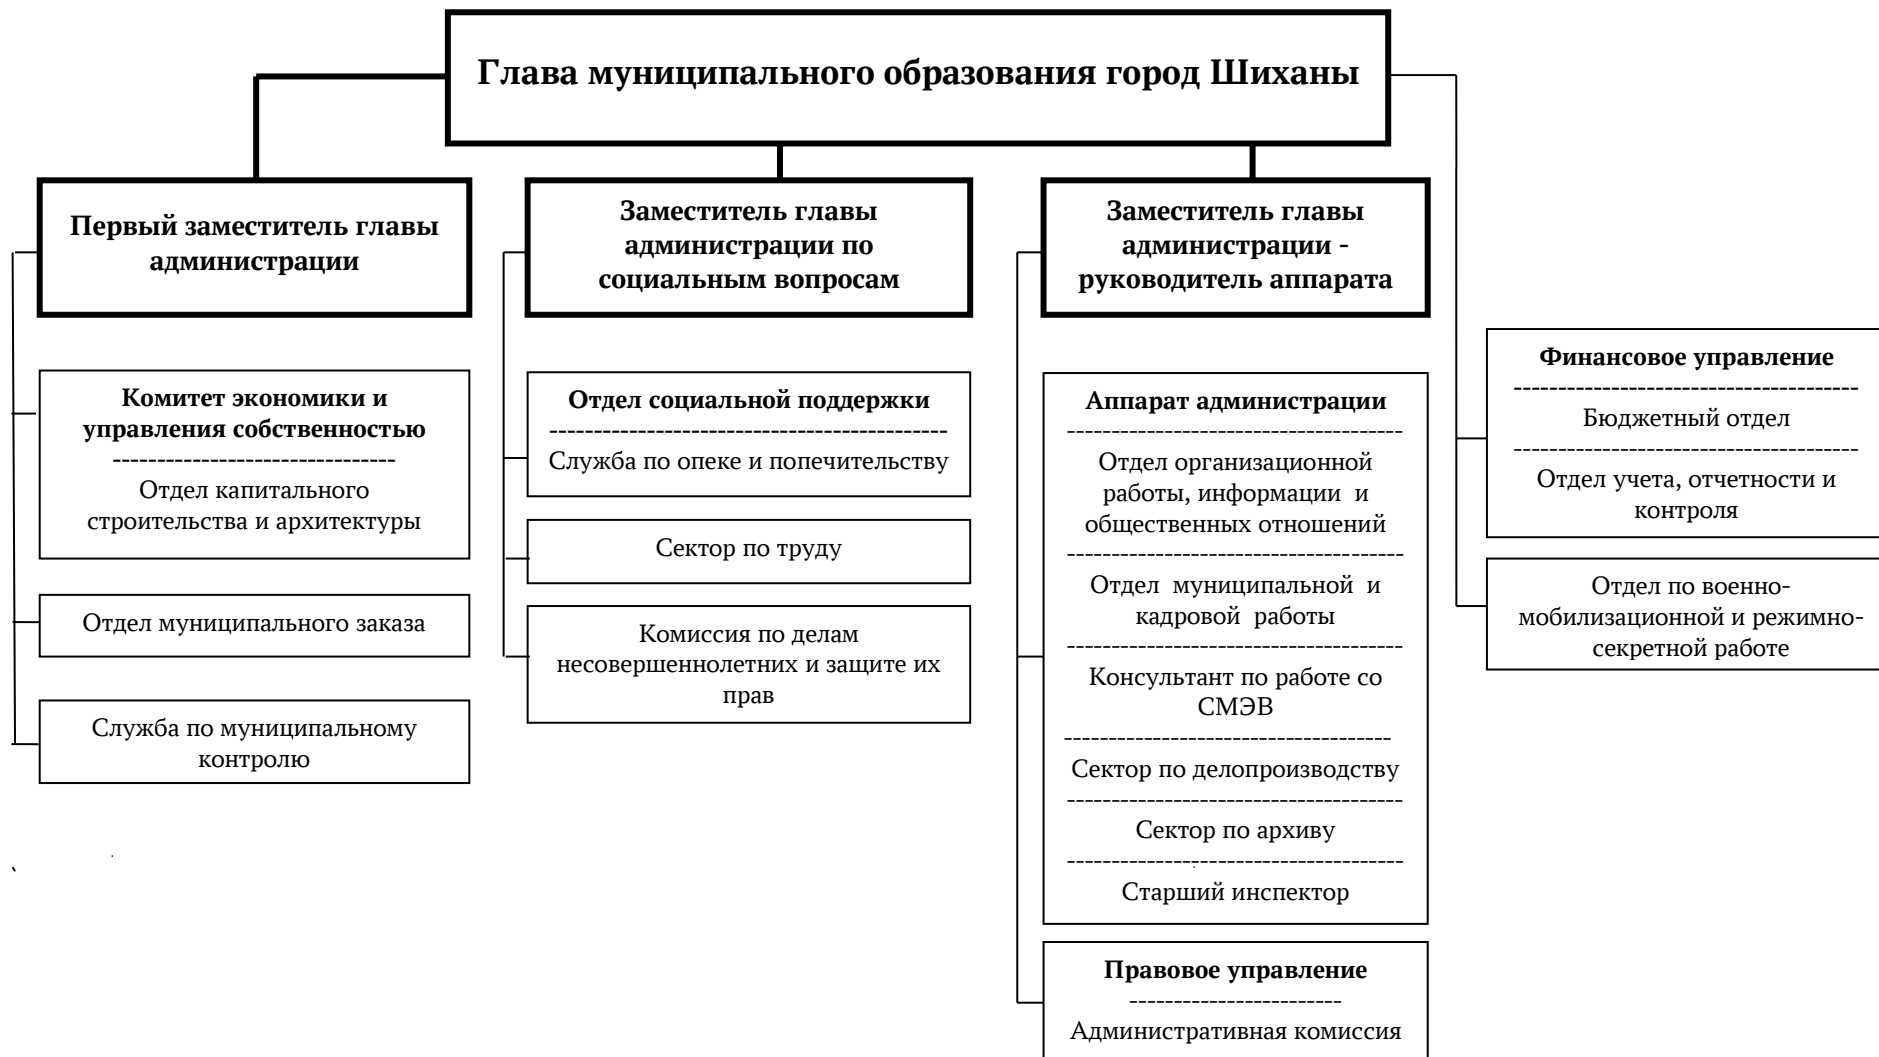 Глава муниципального образования город Шиханы
Первый заместитель главы
администрации
Заместитель главы
администрации по
социальным вопросам
Заместитель главы
администрации -
руководитель аппарата
Комитет экономики и
управления собственностью
--------------------------------
Отдел капитального
строительства и архитектуры
Отдел муниципального заказа
Служба по муниципальному
контролю
Отдел социальной поддержки
---------------------------------------------
Служба по опеке и попечительству
Сектор по труду
Комиссия по делам
несовершеннолетних и защите их
прав
Аппарат администрации
--------------------------------------
Отдел организационной
работы, информации и
общественных отношений
--------------------------------------
Отдел муниципальной и
кадровой работы
--------------------------------------
Консультант по работе со
СМЭВ
-------------------------------------
Сектор по делопроизводству
--------------------------------------
Сектор по архиву
--------------------------------------
Старший инспектор
Правовое управление
------------------------
Административная комиссия
Финансовое управление
---------------------------------------
Бюджетный отдел
---------------------------------------
Отдел учета, отчетности и
контроля
Отдел по военно-
мобилизационной и режимно-
секретной работе